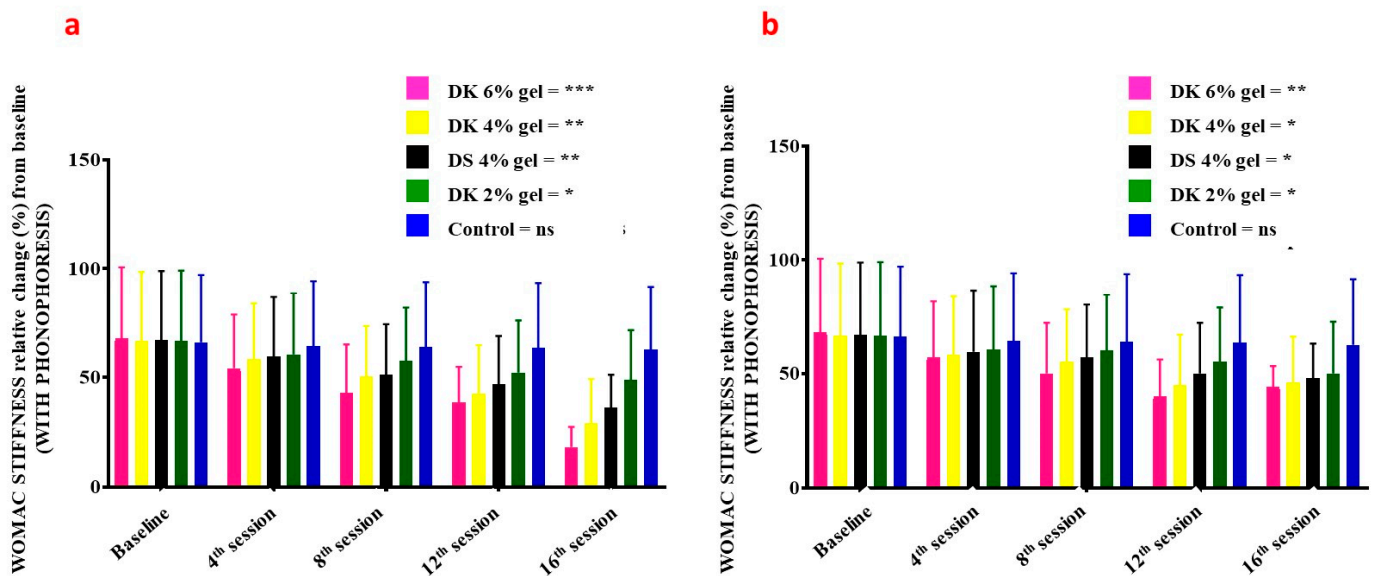 a
WOMAC STIFFNESS relative change (%) from baseline
(WITH PHONOPHORESIS)
DK 6% gel = ***
DK 4% gel = **
DS 4% gel = **
DK 2% gel = *
Control = ns
150
100
50
0
Baseline
4th session
8th session
12th session
16th session
b
WOMAC STIFFNESS relative change (%) from baseline
(WITH PHONOPHORESIS)
DK 6% gel = **
DK 4% gel = *
DS 4% gel = *
DK 2% gel = *
Control = ns
150
100
50
0
Baseline
4th session
8th session
12th session
16th session